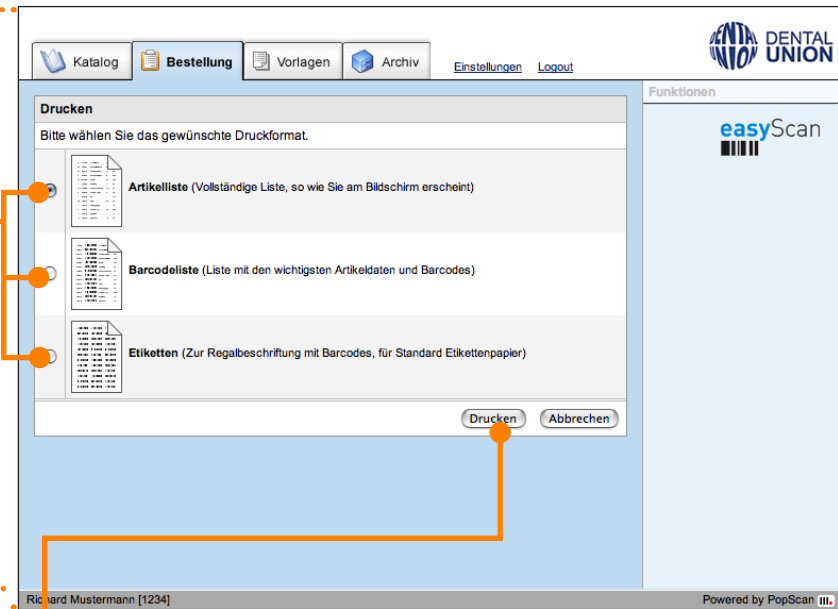 DENTAL
UNION
Katalog
Bestellung
Vorlagen
Archiv
Einstellungen
Logout
Funktionen
easyScan
Drucken
Bitte wählen Sie das gewünschte Druckformat.
Artikelliste (Vollständige Liste, so wie Sie am Bildschirm erscheint)
Barcodeliste (Liste mit den wichtigsten Artikeldaten und Barcodes)
Etiketten (Zur Regalbeschriftung mit Barcodes, für Standard Etikettenpapier)
Drucken
Abbrechen
Richard Mustermann [1234]
Powered by PopScan